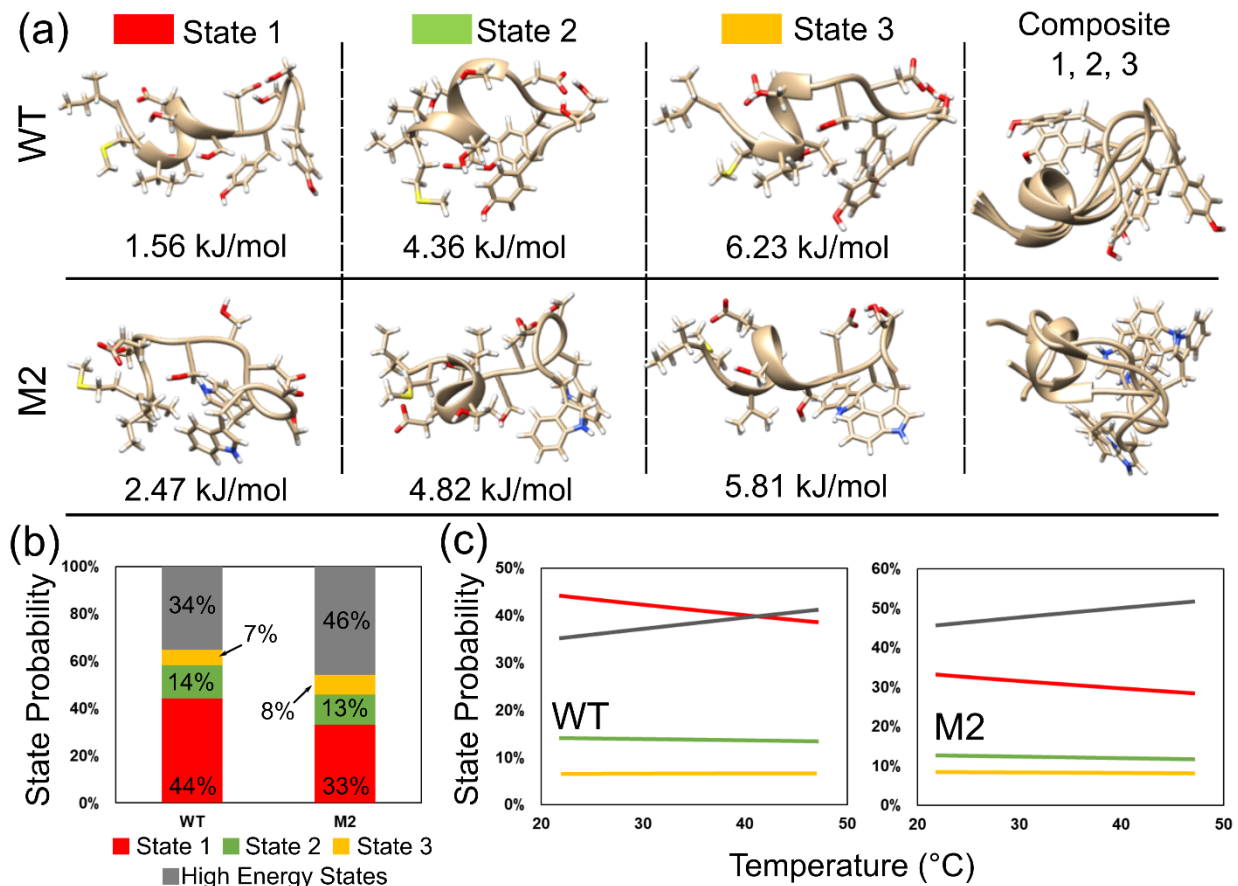 (a)
State 1
State 2
State 3
Composite
1, 2, 3
WT
1.56 kJ/mol
4.36 kJ/mol
6.23 kJ/mol
M2
2.47 kJ/mol
4.82 kJ/mol
5.81 kJ/mol
(b)
State Probability
100%
80%
60%
40%
20%
0%
34%
7%
14%
44%
46%
8%
13%
33%
WT
M2
State 1
State 2
State 3
High Energy States
(c)
State Probability
50%
40%
30%
20%
10%
0%
WT
20
30
40
50
60%
50%
40%
30%
20%
10%
0%
M2
20
30
40
50
Temperature (°C)